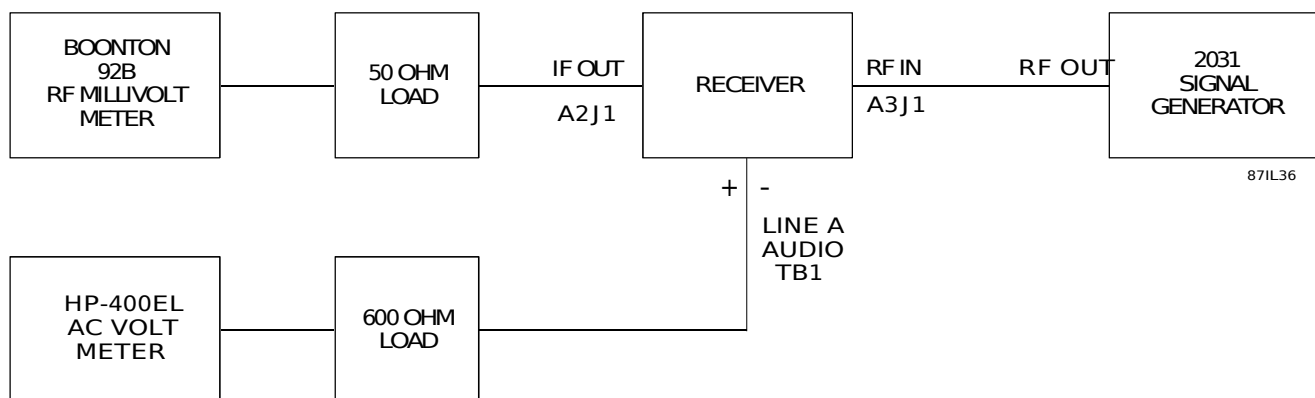 BOONTON
92B
RF MILLIVOLT
METER
50 OHM
LOAD
IF OUT
A2J1
RECEIVER
RF IN
A3J1
RF OUT
2031
SIGNAL
GENERATOR
87IL36
+ -
LINE A
AUDIO
TB1
HP-400EL
AC VOLT
METER
600 OHM
LOAD